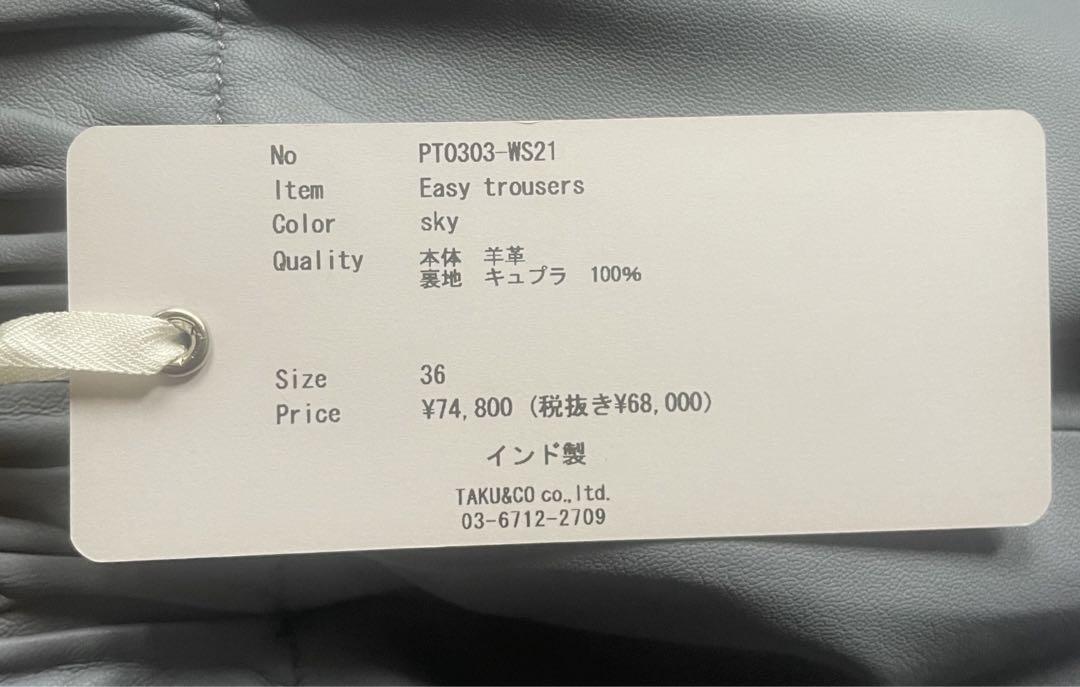 No PT0303-WS21
Item Easy trousers
Color sky
Quality 本体 羊革
裏地 キュプラ 100%
Size 36
Price ¥74,800 (税抜き¥68,000)
インド製
TAKU&CO co.,ltd.
03-6712-2709